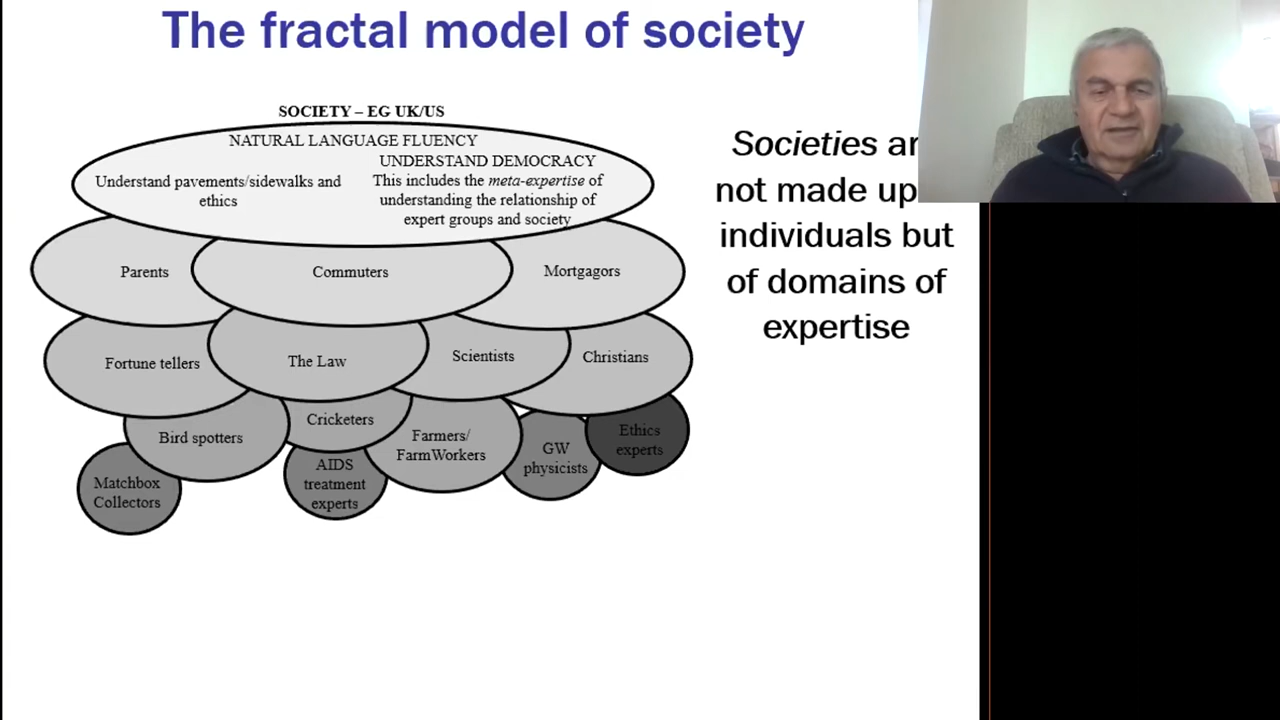 The fractal model of society
SOCIETY – EG UK/US
NATURAL LANGUAGE FLUENCY
UNDERSTAND DEMOCRACY
Understand pavements/sidewalks and
ethics
This includes the meta-expertise of
understanding the relationship of
expert groups and society
Parents
Commuters
Mortgagors
Fortune tellers
The Law
Scientists
Christians
Bird spotters
Cricketers
Farmers/
FarmWorkers
GW
physicists
Ethics
experts
Matchbox
Collectors
AIDS
treatment
experts
Societies
not made up
individuals but
of domains of
expertise